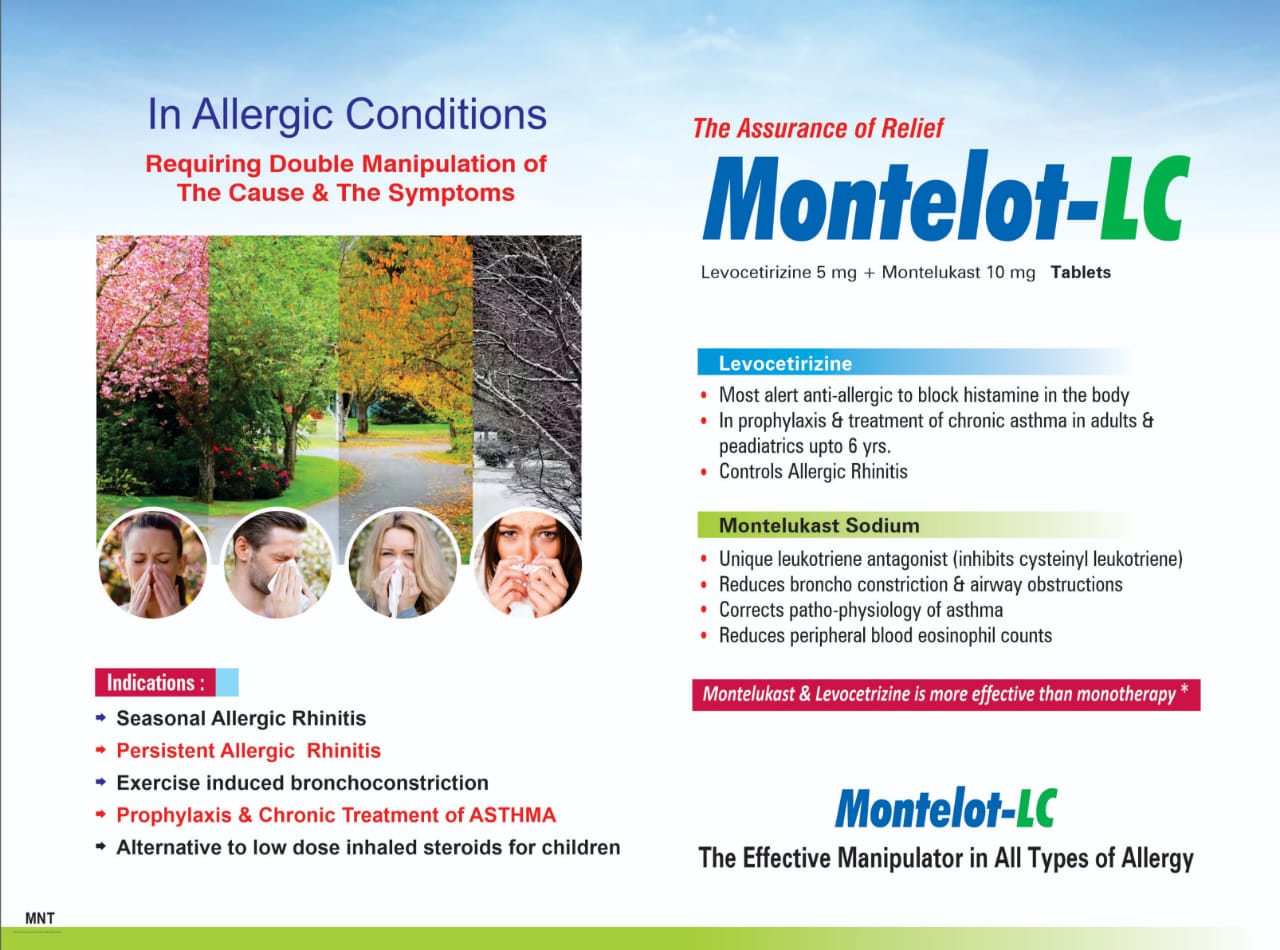 In Allergic Conditions
Requiring Double Manipulation of
The Cause & The Symptoms
Indications :
Seasonal Allergic Rhinitis
Persistent Allergic Rhinitis
Exercise induced bronchoconstriction
Prophylaxis & Chronic Treatment of ASTHMA
Alternative to low dose inhaled steroids for children
MNT
The Assurance of Relief
Montelot-LC
Levocetirizine 5 mg + Montelukast 10 mg Tablets
Levocetirizine
• Most alert anti-allergic to block histamine in the body
• In prophylaxis & treatment of chronic asthma in adults &
peadiatrics upto 6 yrs.
• Controls Allergic Rhinitis
Montelukast Sodium
• Unique leukotriene antagonist (inhibits cysteinyl leukotriene)
• Reduces broncho constriction & airway obstructions
• Corrects patho-physiology of asthma
• Reduces peripheral blood eosinophil counts
Montelukast & Levocetrizine is more effective than monotherapy *
Montelot-LC
The Effective Manipulator in All Types of Allergy